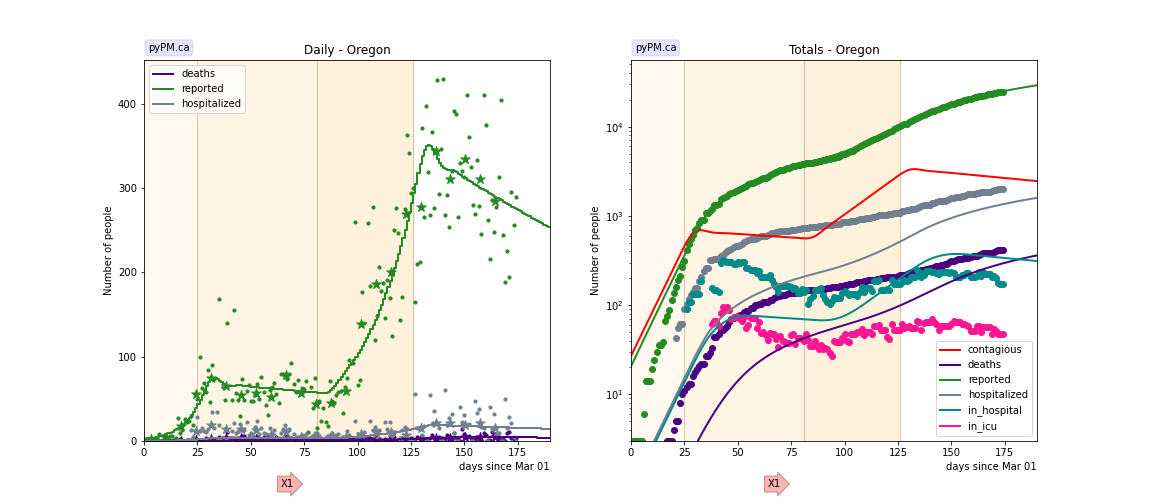 pyPM.ca
Daily - Oregon
deaths
reported
hospitalized
Number of people
400
300
200
100
0
0 25 50 75 100 125 150 175
days since Mar 01
X1
pyPM.ca
Totals - Oregon
Number of people
10⁴
10³
10²
10¹
contagious
deaths
reported
hospitalized
in_hospital
in_icu
0 25 50 75 100 125 150 175
days since Mar 01
X1